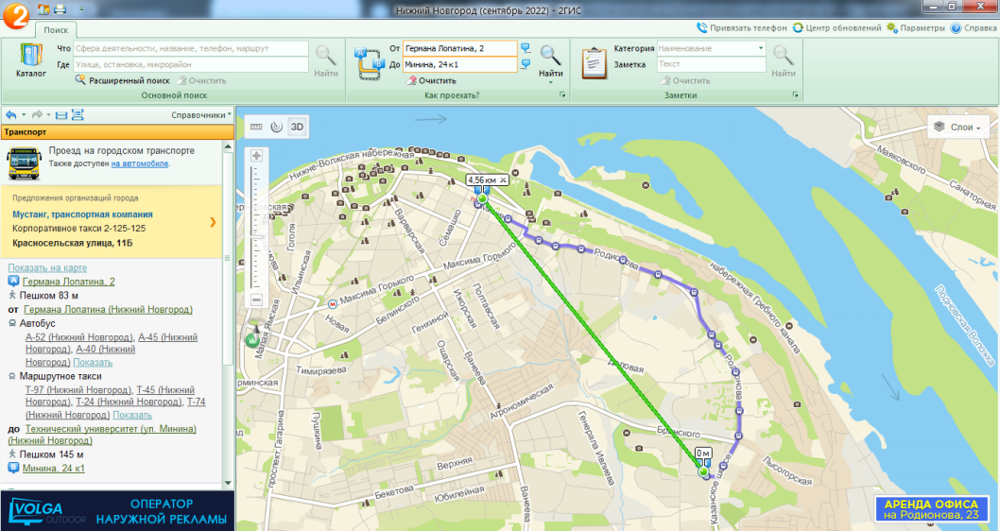 Нижний Новгород (сентябрь 2022) - 2ГИС
Поиск
Привязать телефон
Центр обновлений
Параметры
Справка
Каталог
Что Сфера деятельности, название, телефон, маршрут
Где Улица, остановка, микрорайон
Расширенный поиск
Очистить
Найти
Основной поиск
От Германа Лопатина, 2
До Минина, 24 к1
Очистить
Найти
Как проехать?
Категория Наименование
Заметка Текст
Очистить
Найти
Заметки
Справочники
Транспорт
Проезд на городском транспорте
Также доступен на автомобиле.
Предложения организаций города
Мустанг, транспортная компания
Корпоративное такси 2-125-125
Красносельская улица, 11Б
Показать на карте
Германа Лопатина, 2
Пешком 83 м
от Германа Лопатина (Нижний Новгород)
Автобус
А-52 (Нижний Новгород), А-45 (Нижний
Новгород), А-40 (Нижний
Новгород) Показать
Маршрутное такси
Т-97 (Нижний Новгород), Т-45 (Нижний
Новгород), Т-24 (Нижний Новгород), Т-74
(Нижний Новгород) Показать
до Технический университет (ул. Минина)
(Нижний Новгород)
Пешком 145 м
Минина, 24 к1
VOLGA
OUTDOOR
ОПЕРАТОР
НАРУЖНОЙ РЕКЛАМЫ
3D
Слои
Нижне-Волжская набережная
4,56 км
Маяковского
Санаторная
Варварская
Семашко
Гоголя
Ильинская
Максима Горького
Родионова
набережная Гребного канала
Максима Горького
Белинского
Ижорская
Полтавская
Новая
Генкиной
Малая Ямская
Подновская Воложка
Ошарская
Ванеева
Деловая
Родионова
Тимирязева
Агрономическая
проспект Гагарина
Пушкина
Генерала Ивлиева
Бринского
0 м
Лысогорская
Казанское шоссе
Верхняя
Бекетова
Юбилейная
Ванеева
АРЕНДА ОФИСА
на Родионова, 23